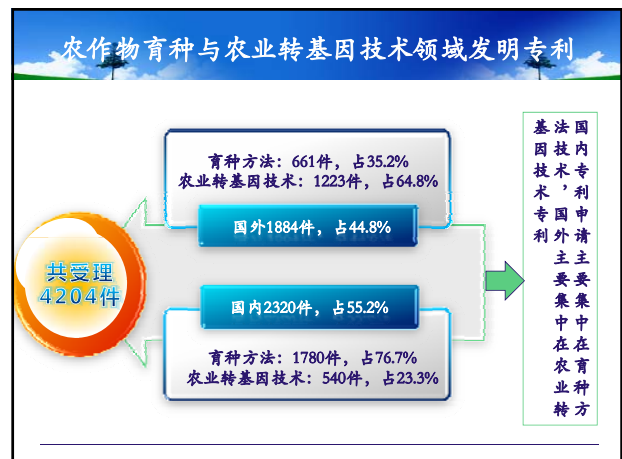 农作物育种与农业转基因技术领域发明专利
育种方法：661件，占35.2%
农业转基因技术：1223件，占64.8%
国外1884件，占44.8%
共受理
4204件
国内2320件，占55.2%
育种方法：1780件，占76.7%
农业转基因技术：540件，占23.3%
国内专利申请主要集中在育种方
法技术，国外主要集中在农业转
基因技术专利